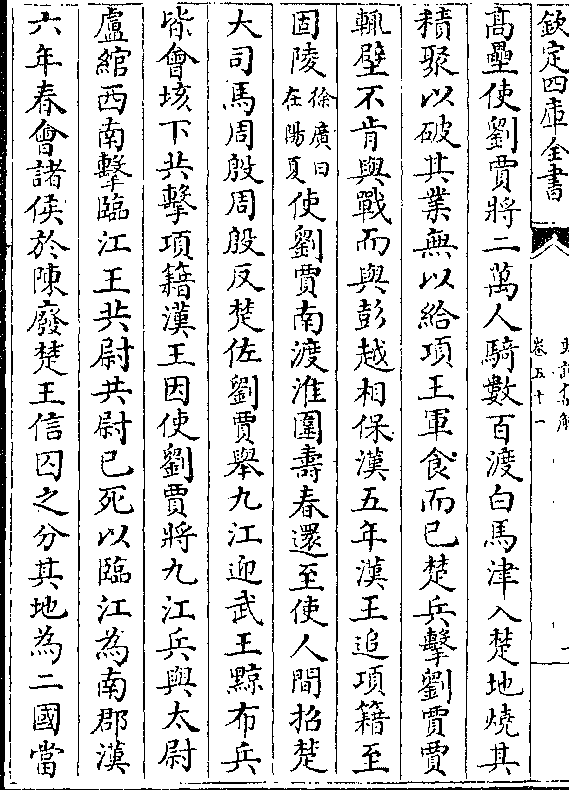 欽定四庫全書
卷五十一
高壘使劉賈將二萬人騎數百渡白馬津入楚地燒其
積聚以破其業無以給項王軍食而已楚兵擊劉賈賈
輒壁不肯與戰而與彭越相保漢五年漢王追項籍至
固陵徐廣曰在陽夏使劉賈南渡淮圍壽春還至使人間招楚
大司馬周殷周殷反楚佐劉賈舉九江迎武王黥布兵
皆會垓下共擊項籍漢王因使劉賈將九江兵與太尉
盧綰西南擊臨江王共尉共尉已死以臨江為南郡漢
六年春會諸侯於陳廢楚王信囚之分其地為二國當